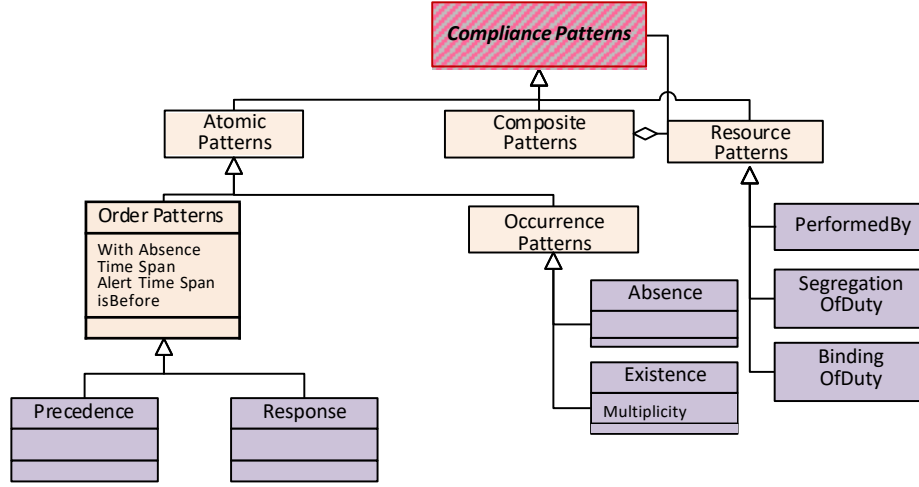 Compliance Patterns
Atomic
Patterns
Composite
Patterns
Resource
Patterns
Order Patterns
With Absence
Time Span
Alert Time Span
isBefore
Occurrence
Patterns
PerformedBy
Segregation
OfDuty
Binding
OfDuty
Absence
Existence
Multiplicity
Precedence
Response